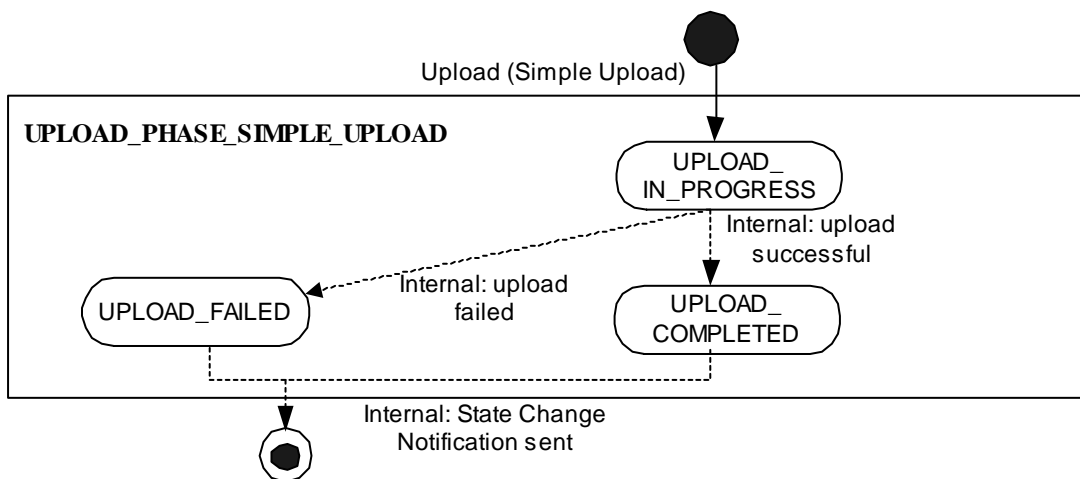 Upload (Simple Upload)
UPLOAD_PHASE_SIMPLE_UPLOAD
UPLOAD_
IN_PROGRESS
Internal: upload
successful
Internal: upload
failed
UPLOAD_FAILED
UPLOAD_
COMPLETED
Internal: State Change
Notification sent